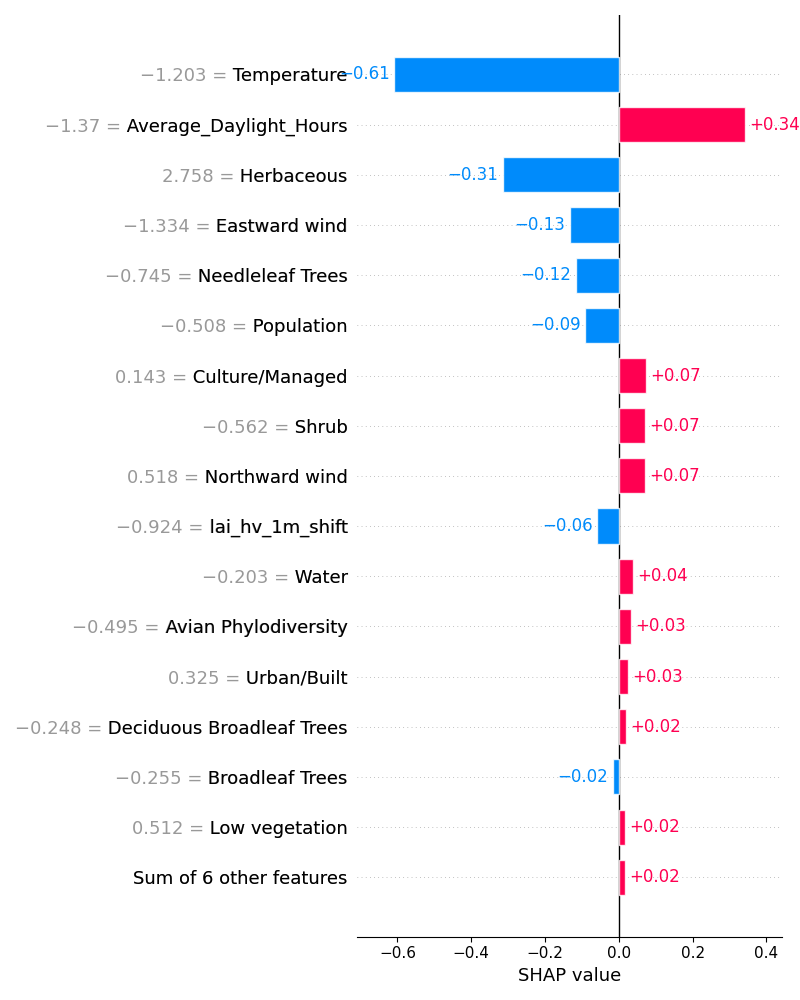 −1.203 = Temperature −0.61
−1.37 = Average_Daylight_Hours +0.34
2.758 = Herbaceous −0.31
−1.334 = Eastward wind −0.13
−0.745 = Needleleaf Trees −0.12
−0.508 = Population −0.09
0.143 = Culture/Managed +0.07
−0.562 = Shrub +0.07
0.518 = Northward wind +0.07
−0.924 = lai_hv_1m_shift −0.06
−0.203 = Water +0.04
−0.495 = Avian Phylodiversity +0.03
0.325 = Urban/Built +0.03
−0.248 = Deciduous Broadleaf Trees +0.02
−0.255 = Broadleaf Trees −0.02
0.512 = Low vegetation +0.02
Sum of 6 other features +0.02
−0.6 −0.4 −0.2 0.0 0.2 0.4
SHAP value